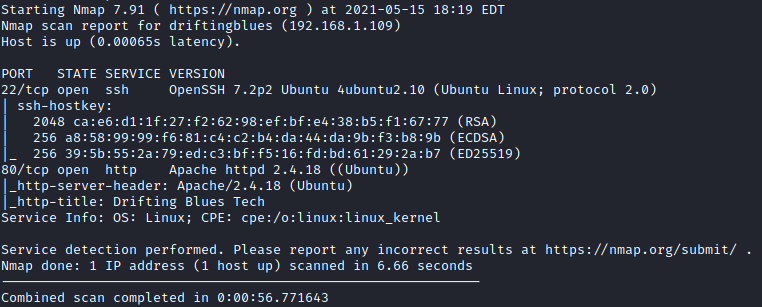 Starting Nmap 7.91 ( https://nmap.org ) at 2021-05-15 18:19 EDT
Nmap scan report for driftingblues (192.168.1.109)
Host is up (0.00065s latency).
PORT   STATE SERVICE VERSION
22/tcp open  ssh     OpenSSH 7.2p2 Ubuntu 4ubuntu2.10 (Ubuntu Linux; protocol 2.0)
| ssh-hostkey:
|   2048 ca:e6:d1:1f:27:f2:62:98:ef:bf:e4:38:b5:f1:67:77 (RSA)
|   256 a8:58:99:99:f6:81:c4:c2:b4:da:44:da:9b:f3:b8:9b (ECDSA)
|_  256 39:5b:55:2a:79:ed:c3:bf:f5:16:fd:bd:61:29:2a:b7 (ED25519)
80/tcp open  http    Apache httpd 2.4.18 ((Ubuntu))
|_http-server-header: Apache/2.4.18 (Ubuntu)
|_http-title: Drifting Blues Tech
Service Info: OS: Linux; CPE: cpe:/o:linux:linux_kernel
Service detection performed. Please report any incorrect results at https://nmap.org/submit/ .
Nmap done: 1 IP address (1 host up) scanned in 6.66 seconds
------------------------------------------------------------
Combined scan completed in 0:00:56.771643